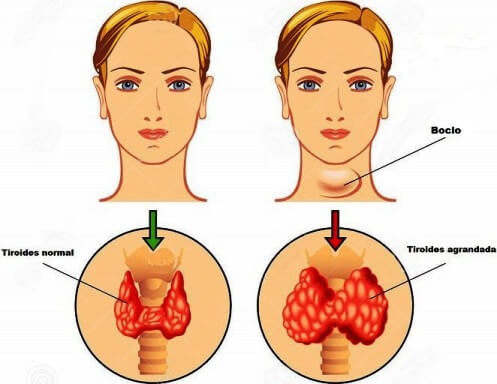 Bocio
Tiroides normal
Tiroides agrandada